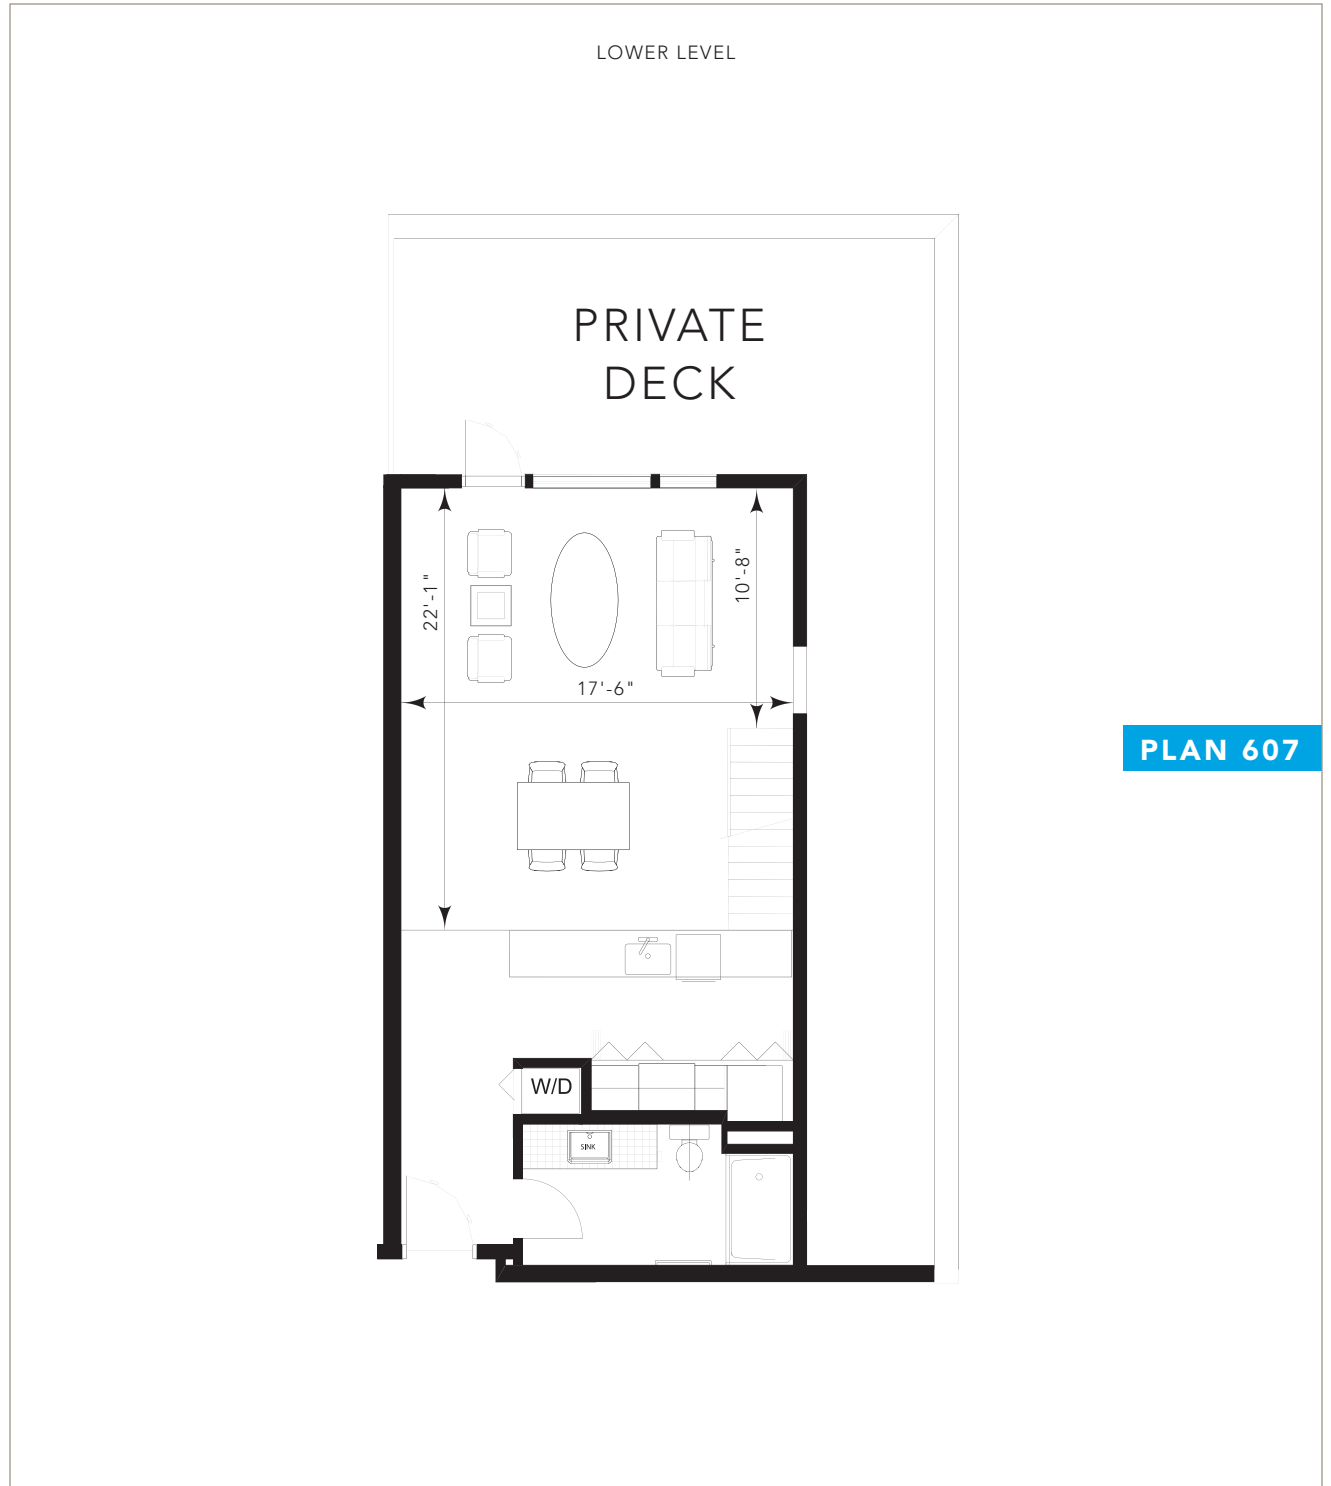 LOWER LEVEL
PRIVATE
DECK
22'-1"
10'-8"
17'-6"
PLAN 607
W/D
SINK